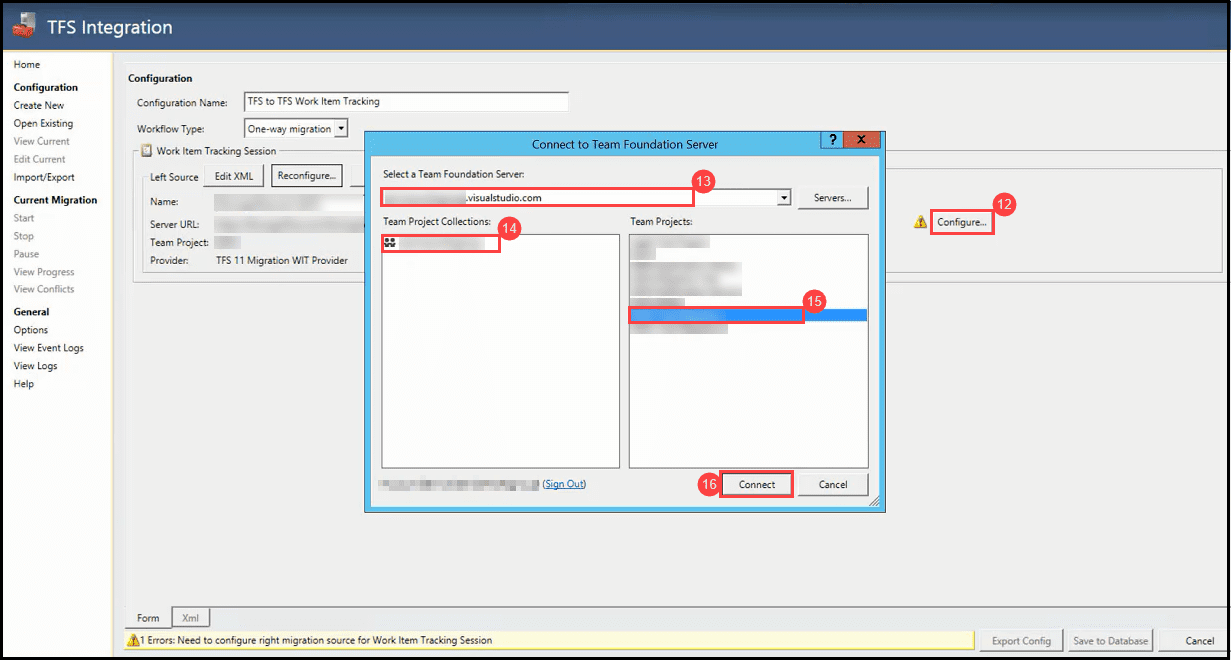 TFS Integration
Home
Configuration
Create New
Open Existing
View Current
Edit Current
Import/Export
Current Migration
Start
Stop
Pause
View Progress
View Conflicts
General
Options
View Event Logs
View Logs
Help
Configuration
Configuration Name: TFS to TFS Work Item Tracking
Workflow Type: One-way migration
Work Item Tracking Session
Left Source Edit XML Reconfigure...
Name:
Server URL:
Team Project:
Provider: TFS 11 Migration WIT Provider
Connect to Team Foundation Server ?
Select a Team Foundation Server:
.visualstudio.com 13 Servers...
Team Project Collections: 14
Team Projects:
15
(Sign Out)
16 Connect Cancel
12
Configure...
Form Xml
1 Errors: Need to configure right migration source for Work Item Tracking Session
Export Config Save to Database Cancel